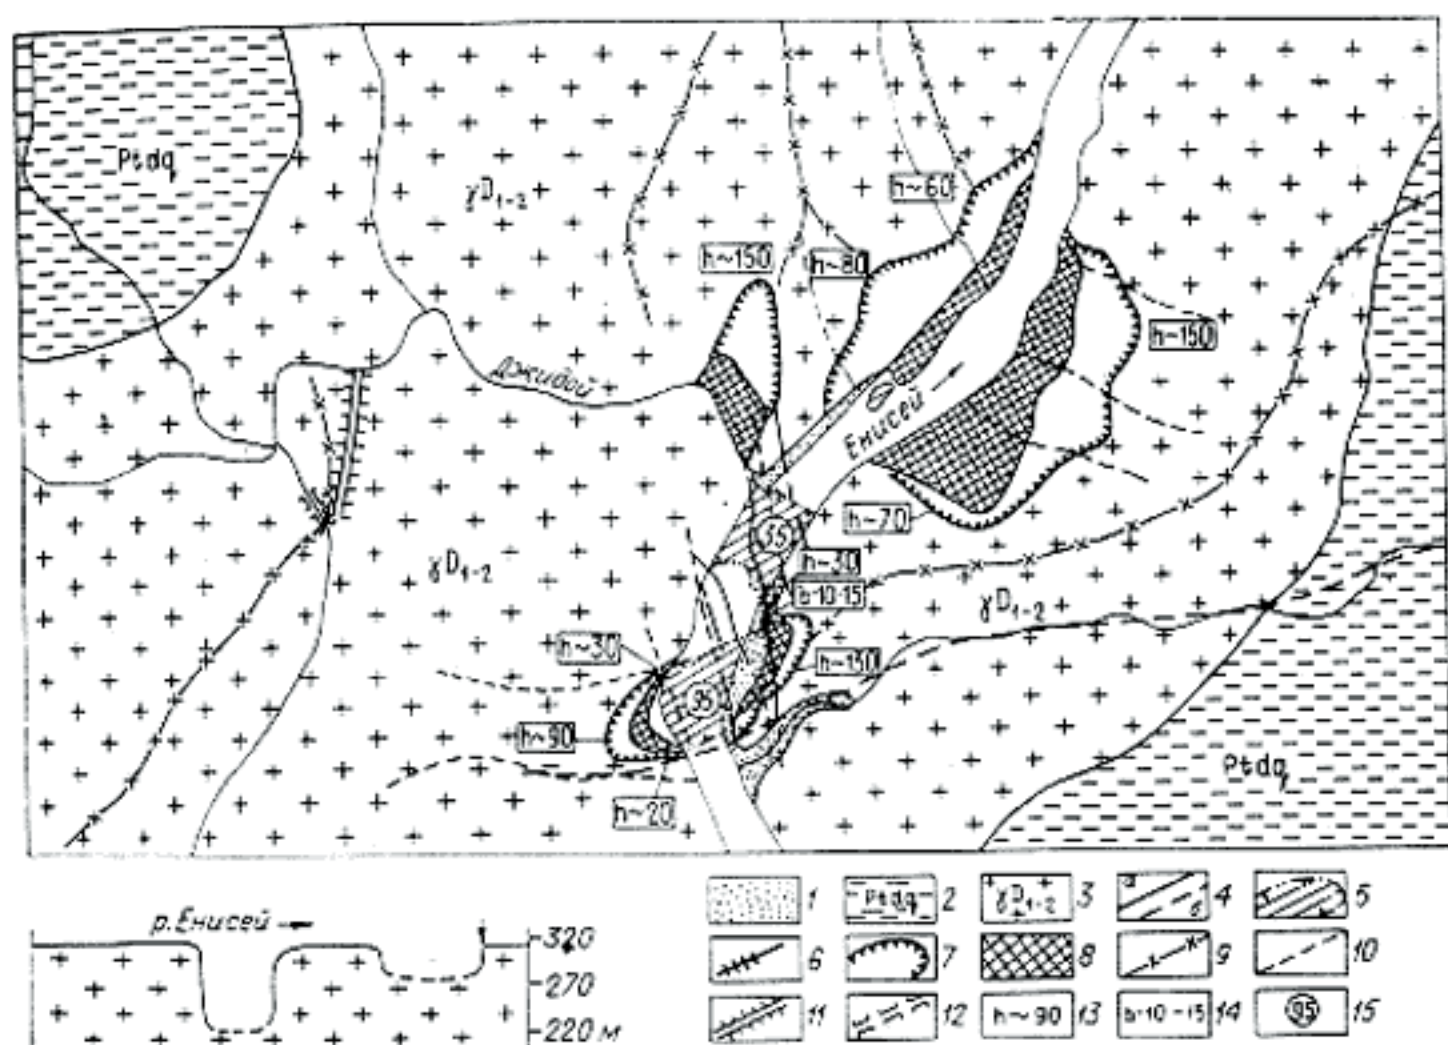 Ptdq
γD₁₋₂
h~60
h~150
h~80
h~150
Джидой
Енисей
h~70
95
h~30
b-10-15
γD₁₋₂
γD₁₋₂
h~30
h~150
95
h~90
h~20
Ptdq
1
Ptdq 2
γD₁₋₂ 3
а б 4
5
6
7
8
9
10
11
12
h~90 13
b-10-15 14
95 15
р. Енисей
320
270
220 м